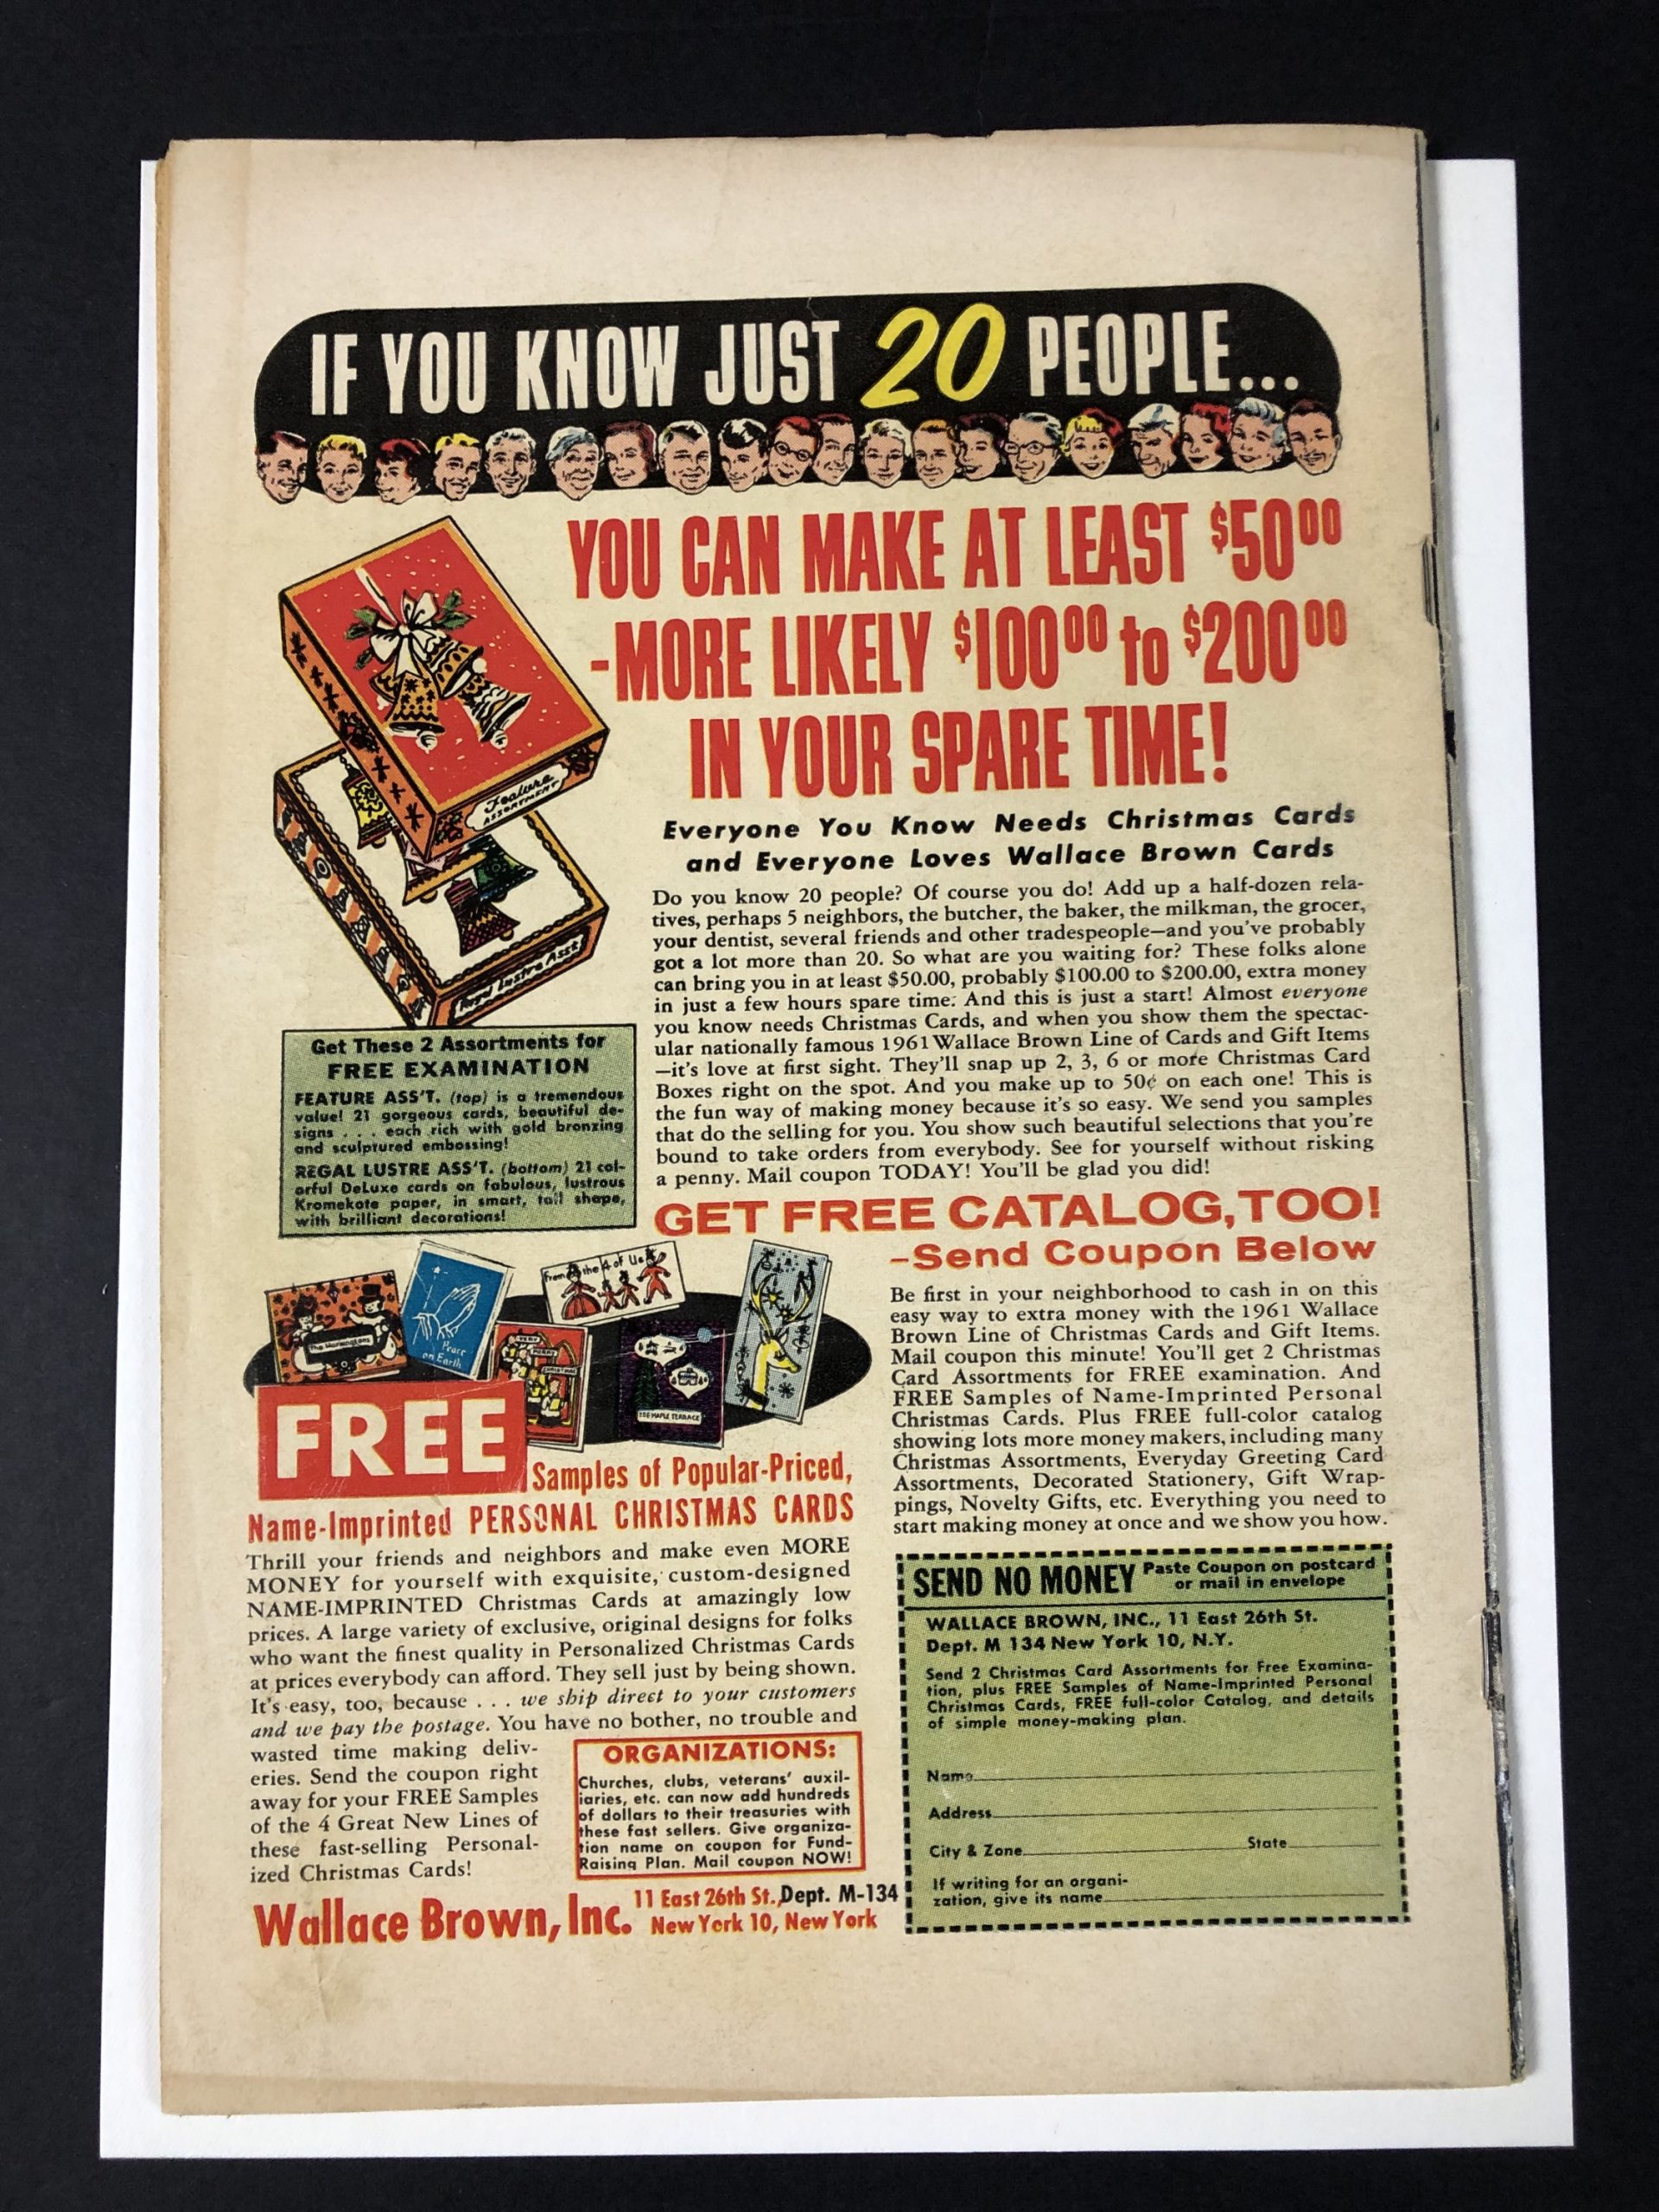 IF YOU KNOW JUST 20 PEOPLE...
YOU CAN MAKE AT LEAST $50⁰⁰
-MORE LIKELY $100⁰⁰ to $200⁰⁰
IN YOUR SPARE TIME!
Feature
ASSORTMENT
Regal Lustre Asst
Everyone You Know Needs Christmas Cards
and Everyone Loves Wallace Brown Cards
Do you know 20 people? Of course you do! Add up a half-dozen rela-
tives, perhaps 5 neighbors, the butcher, the baker, the milkman, the grocer,
your dentist, several friends and other tradespeople—and you've probably
got a lot more than 20. So what are you waiting for? These folks alone
can bring you in at least $50.00, probably $100.00 to $200.00, extra money
in just a few hours spare time. And this is just a start! Almost everyone
you know needs Christmas Cards, and when you show them the spectac-
ular nationally famous 1961 Wallace Brown Line of Cards and Gift Items
—it's love at first sight. They'll snap up 2, 3, 6 or more Christmas Card
Boxes right on the spot. And you make up to 50¢ on each one! This is
the fun way of making money because it's so easy. We send you samples
that do the selling for you. You show such beautiful selections that you're
bound to take orders from everybody. See for yourself without risking
a penny. Mail coupon TODAY! You'll be glad you did!
Get These 2 Assortments for
FREE EXAMINATION
FEATURE ASS'T. (top) is a tremendous
value! 21 gorgeous cards, beautiful de-
signs . . . each rich with gold bronzing
and sculptured embossing!
REGAL LUSTRE ASS'T. (bottom) 21 col-
orful DeLuxe cards on fabulous, lustrous
Kromekote paper, in smart, tall shape,
with brilliant decorations!
GET FREE CATALOG, TOO!
–Send Coupon Below
Be first in your neighborhood to cash in on this
easy way to extra money with the 1961 Wallace
Brown Line of Christmas Cards and Gift Items.
Mail coupon this minute! You'll get 2 Christmas
Card Assortments for FREE examination. And
FREE Samples of Name-Imprinted Personal
Christmas Cards. Plus FREE full-color catalog
showing lots more money makers, including many
Christmas Assortments, Everyday Greeting Card
Assortments, Decorated Stationery, Gift Wrap-
pings, Novelty Gifts, etc. Everything you need to
start making money at once and we show you how.
Peace
on Earth
From the 4 of Us
VERY
MERRY
CHRISTMAS
MAPLE TERRACE
FREE
Samples of Popular-Priced,
Name-Imprinted PERSONAL CHRISTMAS CARDS
Thrill your friends and neighbors and make even MORE
MONEY for yourself with exquisite, custom-designed
NAME-IMPRINTED Christmas Cards at amazingly low
prices. A large variety of exclusive, original designs for folks
who want the finest quality in Personalized Christmas Cards
at prices everybody can afford. They sell just by being shown.
It's easy, too, because . . . we ship direct to your customers
and we pay the postage. You have no bother, no trouble and
wasted time making deliv-
eries. Send the coupon right
away for your FREE Samples
of the 4 Great New Lines of
these fast-selling Personal-
ized Christmas Cards!
ORGANIZATIONS:
Churches, clubs, veterans' auxil-
iaries, etc. can now add hundreds
of dollars to their treasuries with
these fast sellers. Give organiza-
tion name on coupon for Fund-
Raising Plan. Mail coupon NOW!
Wallace Brown, Inc.
11 East 26th St., Dept. M-134
New York 10, New York
SEND NO MONEY
Paste Coupon on postcard
or mail in envelope
WALLACE BROWN, INC., 11 East 26th St.
Dept. M 134 New York 10, N.Y.
Send 2 Christmas Card Assortments for Free Examina-
tion, plus FREE Samples of Name-Imprinted Personal
Christmas Cards, FREE full-color Catalog, and details
of simple money-making plan.
Name
Address
City & Zone State
If writing for an organi-
zation, give its name